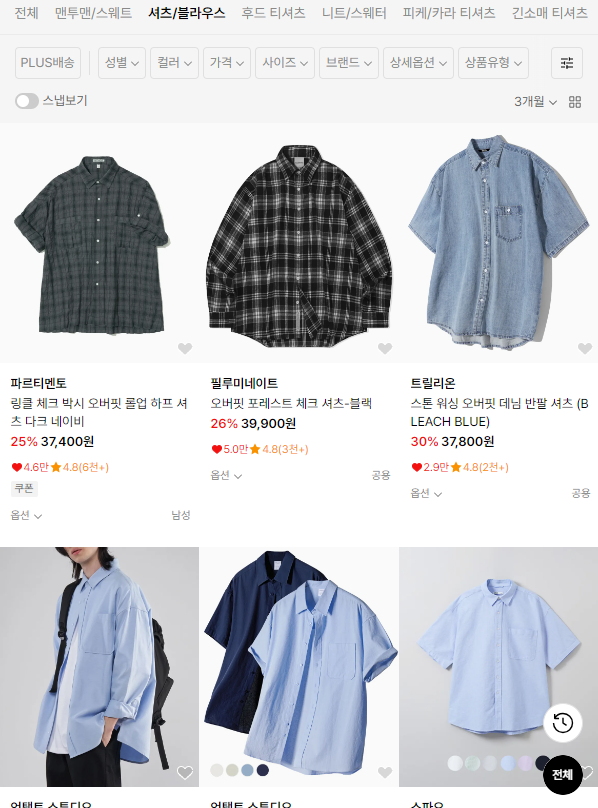 전체 맨투맨/스웨트 셔츠/블라우스 후드 티셔츠 니트/스웨터 피케/카라 티셔츠 긴소매 티셔츠
PLUS배송 성별 컬러 가격 사이즈 브랜드 상세옵션 상품유형
스냅보기 3개월
파르티멘토
링클 체크 박시 오버핏 롤업 하프 셔
츠 다크 네이비
25% 37,400원
4.6만 4.8(6천+)
쿠폰
옵션 남성
필루미네이트
오버핏 포레스트 체크 셔츠-블랙
26% 39,900원
5.0만 4.8(3천+)
옵션 공용
트릴리온
스톤 워싱 오버핏 데님 반팔 셔츠 (B
LEACH BLUE)
30% 37,800원
2.9만 4.8(2천+)
옵션 공용
전체